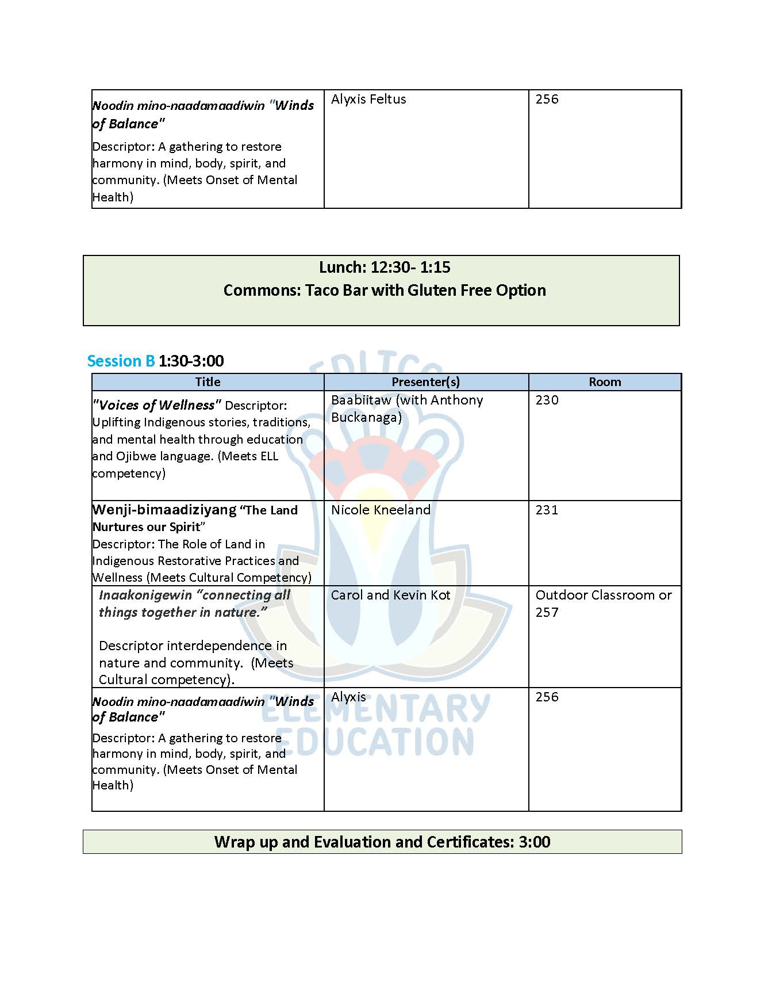 Noodin mino-naadamaadiwin "Winds
of Balance"
Descriptor: A gathering to restore
harmony in mind, body, spirit, and
community. (Meets Onset of Mental
Health)
Alyxis Feltus
256
Lunch: 12:30- 1:15
Commons: Taco Bar with Gluten Free Option
Session B 1:30-3:00
Title
Presenter(s)
Room
"Voices of Wellness" Descriptor:
Uplifting Indigenous stories, traditions,
and mental health through education
and Ojibwe language. (Meets ELL
competency)
Baabiitaw (with Anthony
Buckanaga)
230
Wenji-bimaadiziyang “The Land
Nurtures our Spirit”
Descriptor: The Role of Land in
Indigenous Restorative Practices and
Wellness (Meets Cultural Competency)
Nicole Kneeland
231
Inaakonigewin “connecting all
things together in nature.”
Descriptor interdependence in
nature and community.  (Meets
Cultural competency).
Carol and Kevin Kot
Outdoor Classroom or
257
Noodin mino-naadamaadiwin "Winds
of Balance"
Descriptor: A gathering to restore
harmony in mind, body, spirit, and
community. (Meets Onset of Mental
Health)
Alyxis
256
ELEMENTARY
EDUCATION
Wrap up and Evaluation and Certificates: 3:00